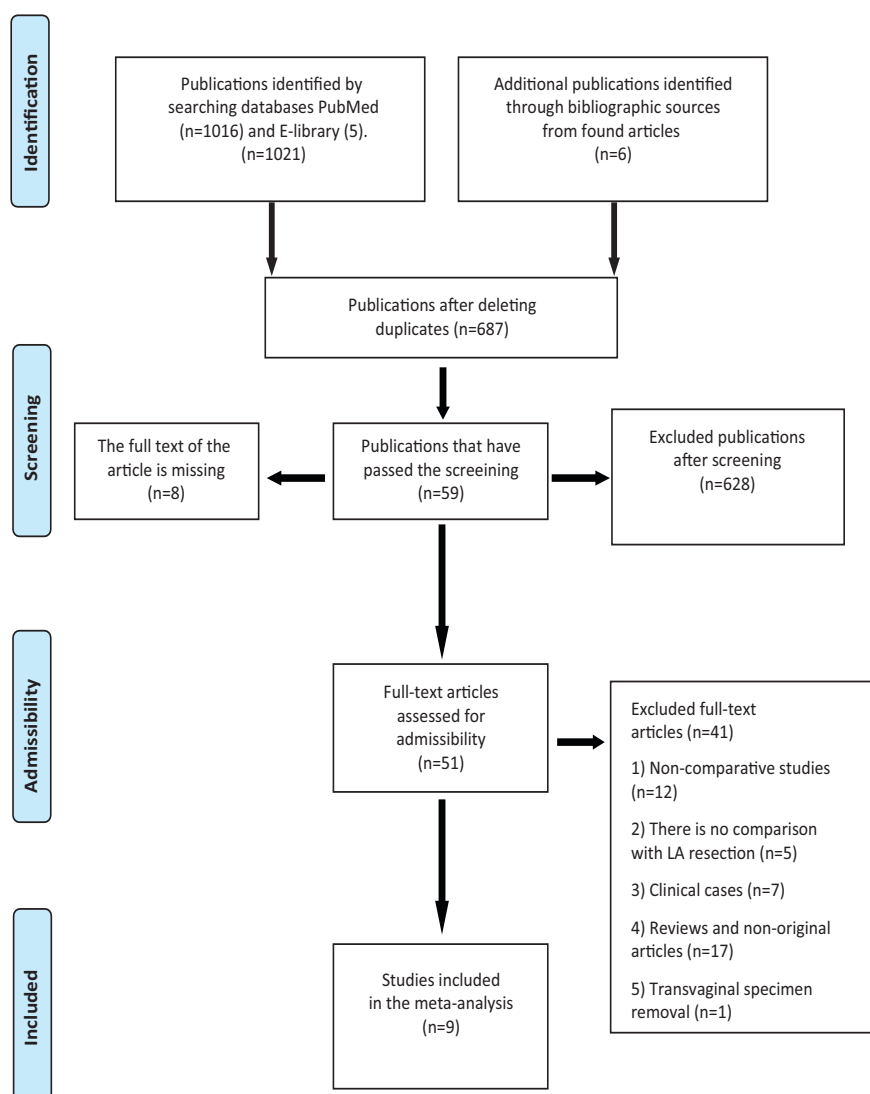 Identification
Publications identified by
searching databases PubMed
(n=1016) and E-library (5).
(n=1021)
Additional publications identified
through bibliographic sources
from found articles
(n=6)
Publications after deleting
duplicates (n=687)
Screening
The full text of the
article is missing
(n=8)
Publications that have
passed the screeining
(n=59)
Excluded publications
after screening
(n=628
Admissibility
Full-text articles
assessed for
admissibility
(n=51)
Excluded full-text
articles (n=41)
1) Non-comparative studies
(n=12)
2) There is no comparison
with LA resection (n=5)
3) Clinical cases (n=7)
4) Reviews and non-original
articles (n=17)
5) Transvaginal specimen
removal (n=1)
Included
Studies included
in the meta-analysis
(n=9)